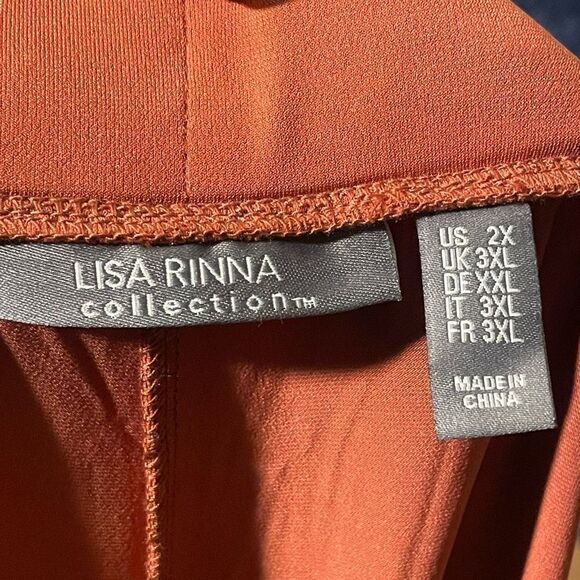 LISA RINNA
collection™
US 2X
UK 3XL
DE XXL
IT 3XL
FR 3XL
MADE IN
CHINA